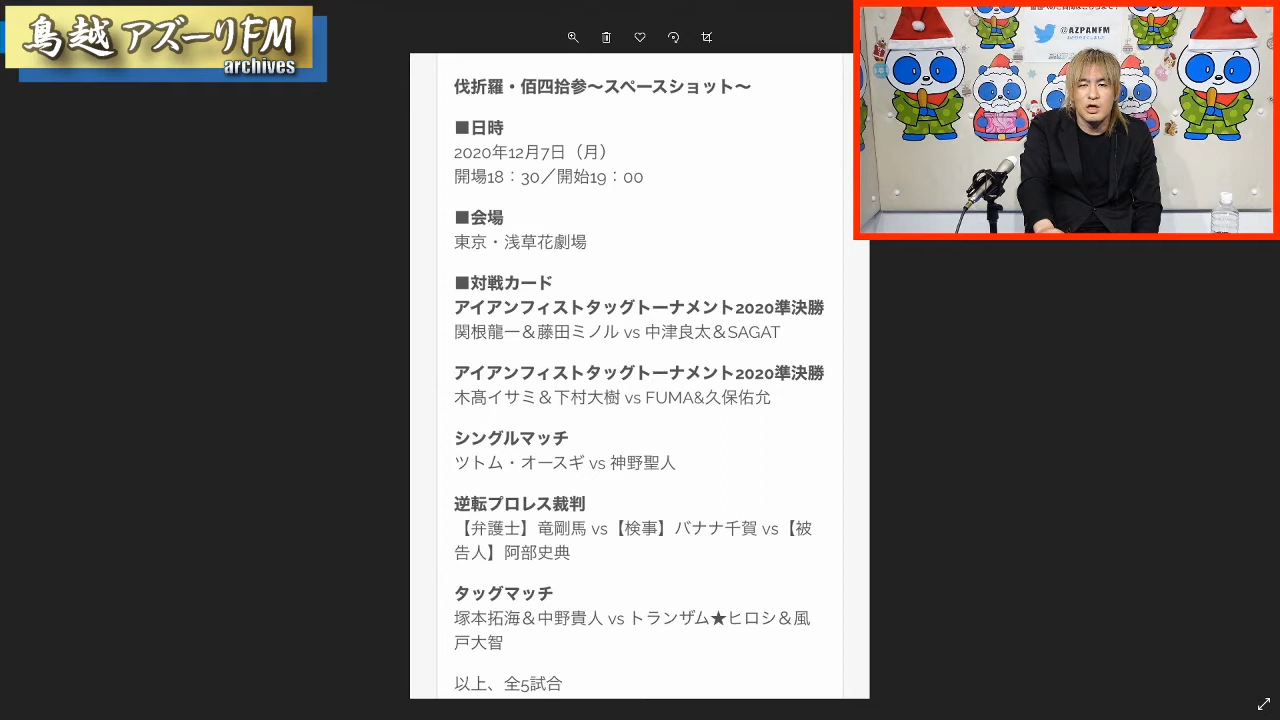 鳥越アズーリFM
archives
@AZPANFM
伐折羅・佰四拾参〜スペースショット〜
■日時
2020年12月7日（月）
開場18：30／開始19：00
■会場
東京・浅草花劇場
■対戦カード
アイアンフィストタッグトーナメント2020準決勝
関根龍一＆藤田ミノル vs 中津良太＆SAGAT
アイアンフィストタッグトーナメント2020準決勝
木髙イサミ＆下村大樹 vs FUMA&久保佑允
シングルマッチ
ツトム・オースギ vs 神野聖人
逆転プロレス裁判
【弁護士】竜剛馬 vs【検事】バナナ千賀 vs【被
告人】阿部史典
タッグマッチ
塚本拓海＆中野貴人 vs トランザム★ヒロシ＆風
戸大智
以上、全5試合